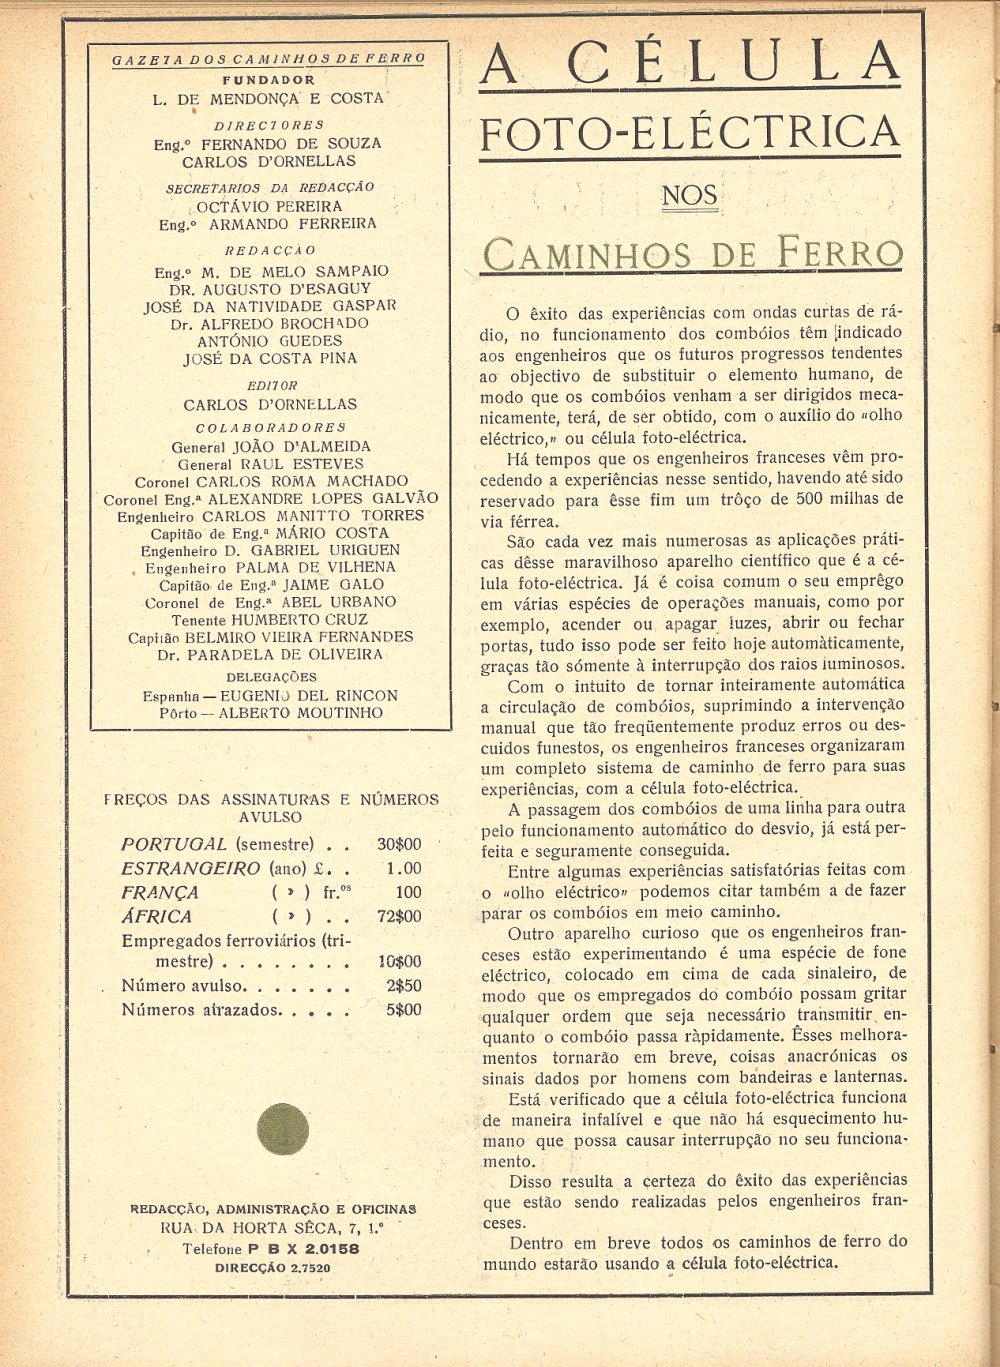 GAZETA DOS CAMINHOS DE FERRO
FUNDADOR
L. DE MENDONÇA E COSTA
DIRECTORES
Eng.º FERNANDO DE SOUZA
CARLOS D'ORNELLAS
SECRETARIOS DA REDACÇÃO
OCTÁVIO PEREIRA
Eng.º ARMANDO FERREIRA
REDACÇÃO
Eng.º M. DE MELO SAMPAIO
DR. AUGUSTO D'ESAGUY
JOSÉ DA NATIVIDADE GASPAR
Dr. ALFREDO BROCHADO
ANTÓNIO GUEDES
JOSÉ DA COSTA PINA
EDITOR
CARLOS D'ORNELLAS
COLABORADORES
General JOÃO D'ALMEIDA
General RAUL ESTEVES
Coronel CARLOS ROMA MACHADO
Coronel Eng.ª ALEXANDRE LOPES GALVÃO
Engenheiro CARLOS MANITTO TORRES
Capitão de Eng.ª MÁRIO COSTA
Engenheiro D. GABRIEL URIGUEN
Engenheiro PALMA DE VILHENA
Capitão de Eng.ª JAIME GALO
Coronel de Eng.ª ABEL URBANO
Tenente HUMBERTO CRUZ
Capitão BELMIRO VIEIRA FERNANDES
Dr. PARADELA DE OLIVEIRA
DELEGAÇÕES
Espanha — EUGENIO DEL RINCON
Pôrto — ALBERTO MOUTINHO
PREÇOS DAS ASSINATURAS E NÚMEROS
AVULSO
PORTUGAL (semestre) . . 30$00
ESTRANGEIRO (ano) £. . 1.00
FRANÇA ( » ) fr.os 100
ÁFRICA ( » ) . . 72$00
Empregados ferroviários (tri-
mestre) . . . . . . . . 10$00
Número avulso. . . . . . . 2$50
Números atrazados. . . . . 5$00
REDACÇÃO, ADMINISTRAÇÃO E OFICINAS
RUA DA HORTA SÊCA, 7, 1.º
Telefone P B X 2.0158
DIRECÇÃO 2.7520
A CÉLULA
FOTO-ELÉCTRICA
NOS
CAMINHOS DE FERRO
O êxito das experiências com ondas curtas de rá-
dio, no funcionamento dos combóios têm indicado
aos engenheiros que os futuros progressos tendentes
ao objectivo de substituir o elemento humano, de
modo que os combóios venham a ser dirigidos meca-
nicamente, terá, de ser obtido, com o auxílio do «olho
eléctrico,» ou célula foto-eléctrica.
Há tempos que os engenheiros franceses vêm pro-
cedendo a experiências nesse sentido, havendo até sido
reservado para êsse fim um trôço de 500 milhas de
via férrea.
São cada vez mais numerosas as aplicações práti-
cas dêsse maravilhoso aparelho científico que é a cé-
lula foto-eléctrica. Já é coisa comum o seu emprêgo
em várias espécies de operações manuais, como por
exemplo, acender ou apagar luzes, abrir ou fechar
portas, tudo isso pode ser feito hoje automàticamente,
graças tão sómente à interrupção dos raios luminosos.
Com o intuito de tornar inteiramente automática
a circulação de combóios, suprimindo a intervenção
manual que tão freqüentemente produz erros ou des-
cuidos funestos, os engenheiros franceses organizaram
um completo sistema de caminho de ferro para suas
experiências, com a célula foto-eléctrica.
A passagem dos combóios de uma linha para outra
pelo funcionamento automático do desvio, já está per-
feita e seguramente conseguida.
Entre algumas experiências satisfatórias feitas com
o «olho eléctrico» podemos citar também a de fazer
parar os combóios em meio caminho.
Outro aparelho curioso que os engenheiros fran-
ceses estão experimentando é uma espécie de fone
eléctrico, colocado em cima de cada sinaleiro, de
modo que os empregados do combóio possam gritar
qualquer ordem que seja necessário transmitir en-
quanto o combóio passa ràpidamente. Êsses melhora-
mentos tornarão em breve, coisas anacrónicas os
sinais dados por homens com bandeiras e lanternas.
Está verificado que a célula foto-eléctrica funciona
de maneira infalível e que não há esquecimento hu-
mano que possa causar interrupção no seu funciona-
mento.
Disso resulta a certeza do êxito das experiências
que estão sendo realizadas pelos engenheiros fran-
ceses.
Dentro em breve todos os caminhos de ferro do
mundo estarão usando a célula foto-eléctrica.